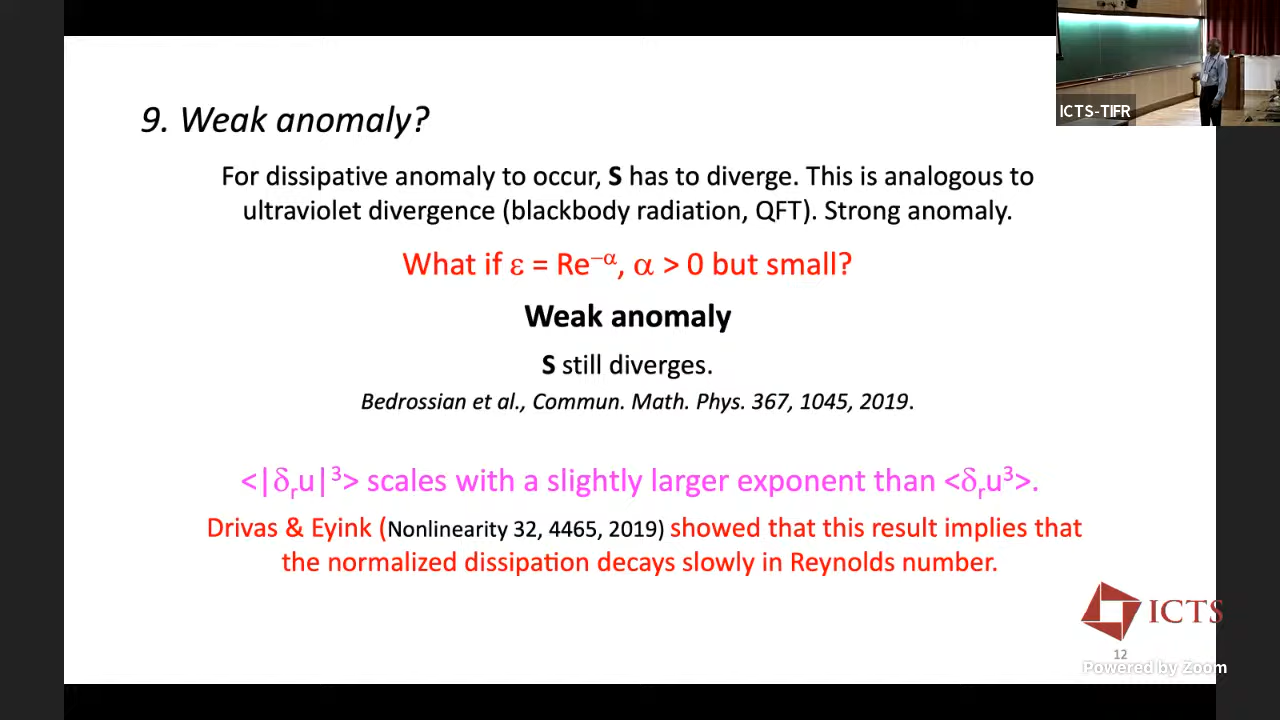 ICTS-TIFR
9. Weak anomaly?
For dissipative anomaly to occur, S has to diverge. This is analogous to
ultraviolet divergence (blackbody radiation, QFT). Strong anomaly.
What if ε = Re⁻ᵅ, α > 0 but small?
Weak anomaly
S still diverges.
Bedrossian et al., Commun. Math. Phys. 367, 1045, 2019.
<|δᵣu|³> scales with a slightly larger exponent than <δᵣu³>.
Drivas & Eyink (Nonlinearity 32, 4465, 2019) showed that this result implies that
the normalized dissipation decays slowly in Reynolds number.
ICTS
12
Powered by Zoom